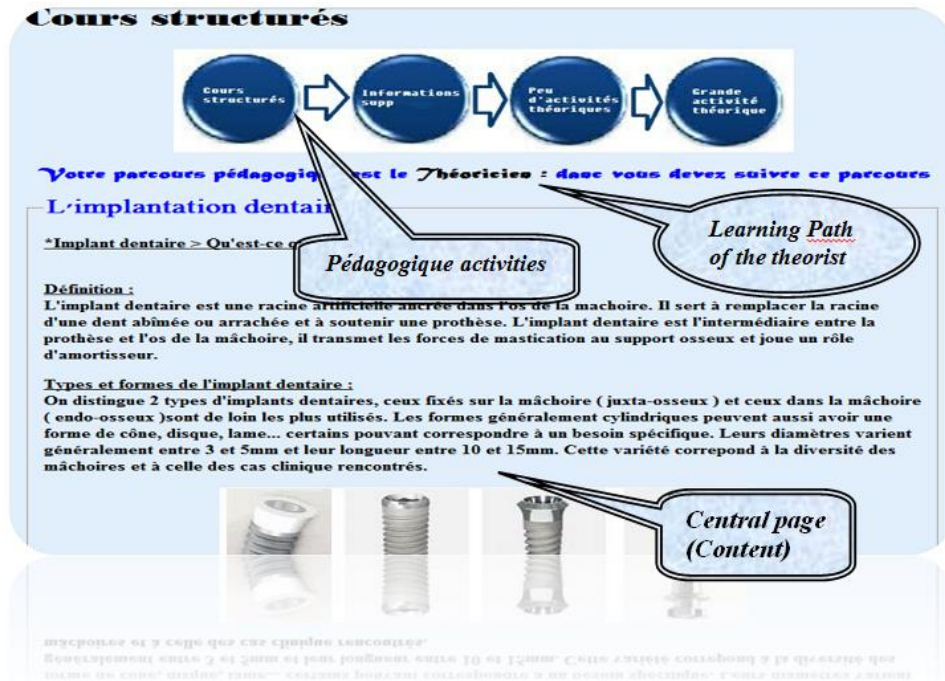 Cours structurés
Cours
structurés
Informations
supp
Peu
d'activités
théoriques
Grande
activité
théorique
Votre parcours pédagogiq est le Théoricien : donc vous devez suivre ce parcours
L'implantation dentair
Learning Path
of the theorist
*Implant dentaire > Qu'est-ce q
Pédagogique activities
Définition :
L'implant dentaire est une racine artificielle ancrée dans l'os de la machoire. Il sert à remplacer la racine
d'une dent abîmée ou arrachée et à soutenir une prothèse. L'implant dentaire est l'intermédiaire entre la
prothèse et l'os de la mâchoire, il transmet les forces de mastication au support osseux et joue un rôle
d'amortisseur.
Types et formes de l'implant dentaire :
On distingue 2 types d'implants dentaires, ceux fixés sur la mâchoire ( juxta-osseux ) et ceux dans la mâchoire
( endo-osseux )sont de loin les plus utilisés. Les formes généralement cylindriques peuvent aussi avoir une
forme de cône, disque, lame... certains pouvant correspondre à un besoin spécifique. Leurs diamètres varient
généralement entre 3 et 5mm et leur longueur entre 10 et 15mm. Cette variété correpond à la diversité des
mâchoires et à celle des cas clinique rencontrés.
Central page
(Content)